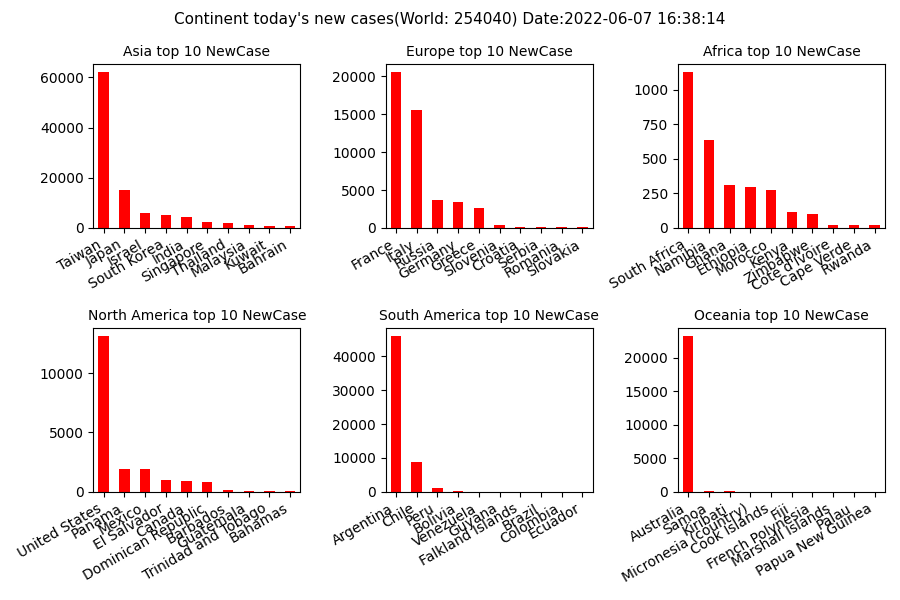 Continent today's new cases(World: 254040) Date:2022-06-07 16:38:14
Asia top 10 NewCase
60000
40000
20000
0
Taiwan
Japan
Israel
South Korea
India
Singapore
Thailand
Malaysia
Kuwait
Bahrain
Europe top 10 NewCase
20000
15000
10000
5000
0
France
Italy
Russia
Germany
Greece
Slovenia
Croatia
Serbia
Romania
Slovakia
Africa top 10 NewCase
1000
750
500
250
0
South Africa
Namibia
Ghana
Ethiopia
Morocco
Kenya
Zimbabwe
Cote d'Ivoire
Cape Verde
Rwanda
North America top 10 NewCase
10000
5000
0
United States
Panama
Mexico
El Salvador
Canada
Dominican Republic
Barbados
Guatemala
Trinidad and Tobago
Bahamas
South America top 10 NewCase
40000
30000
20000
10000
0
Argentina
Chile
Peru
Bolivia
Venezuela
Guyana
Falkland Islands
Brazil
Colombia
Ecuador
Oceania top 10 NewCase
20000
15000
10000
5000
0
Australia
Samoa
Kiribati
Micronesia (country)
Cook Islands
Fiji
French Polynesia
Marshall Islands
Palau
Papua New Guinea